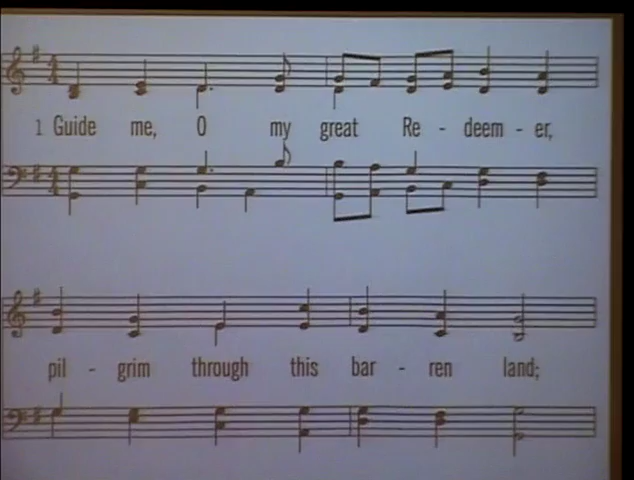 1 Guide me, O my great Re - deem - er,
pil - grim through this bar - ren land;